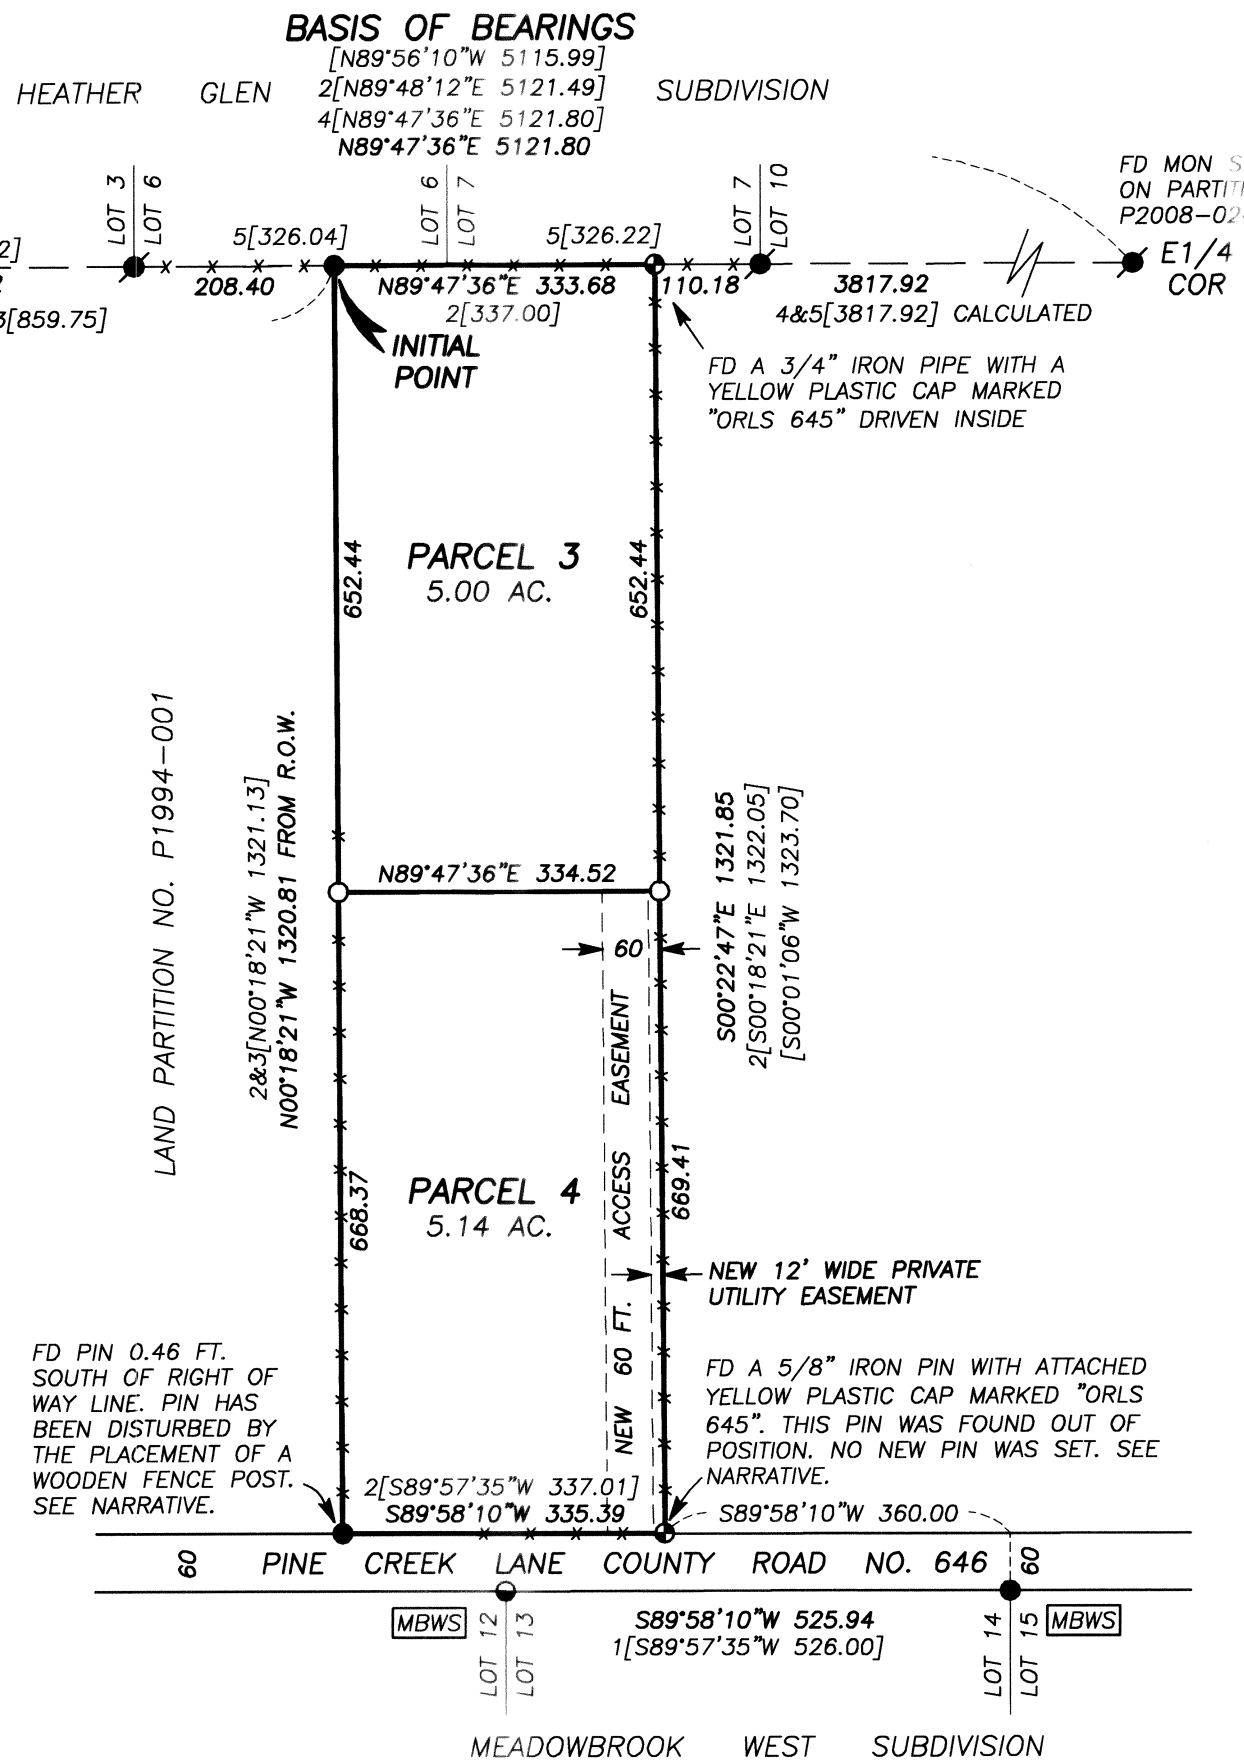 BASIS OF BEARINGS
[N89°56'10"W 5115.99]
HEATHER GLEN 2[N89°48'12"E 5121.49] SUBDIVISION
4[N89°47'36"E 5121.80]
N89°47'36"E 5121.80
LOT 3
LOT 6
LOT 6
LOT 7
LOT 7
LOT 10
FD MON
ON
P2008-02
5[326.04]
5[326.22]
2]
E1/4
COR
208.40
N89°47'36"E 333.68
110.18
3817.92
3[859.75]
2[337.00]
4&5[3817.92] CALCULATED
INITIAL
POINT
FD A 3/4" IRON PIPE WITH A
YELLOW PLASTIC CAP MARKED
"ORLS 645" DRIVEN INSIDE
652.44
PARCEL 3
5.00 AC.
652.44
LAND PARTITION NO. P1994-001
2&3[N00°18'21"W 1321.13]
N00°18'21"W 1320.81 FROM R.O.W.
N89°47'36"E 334.52
S00°22'47"E 1321.85
2[S00°18'21"E 1322.05]
[S00°01'06"W 1323.70]
60
NEW 60 FT. ACCESS EASEMENT
668.37
PARCEL 4
5.14 AC.
669.41
NEW 12' WIDE PRIVATE
UTILITY EASEMENT
FD PIN 0.46 FT.
SOUTH OF RIGHT OF
WAY LINE. PIN HAS
BEEN DISTURBED BY
THE PLACEMENT OF A
WOODEN FENCE POST.
SEE NARRATIVE.
FD A 5/8" IRON PIN WITH ATTACHED
YELLOW PLASTIC CAP MARKED "ORLS
645". THIS PIN WAS FOUND OUT OF
POSITION. NO NEW PIN WAS SET. SEE
NARRATIVE.
2[S89°57'35"W 337.01]
S89°58'10"W 335.39
S89°58'10"W 360.00
60
PINE CREEK LANE COUNTY ROAD NO. 646
60
MBWS
LOT 12
LOT 13
S89°58'10"W 525.94
1[S89°57'35"W 526.00]
LOT 14
LOT 15
MBWS
MEADOWBROOK WEST SUBDIVISION